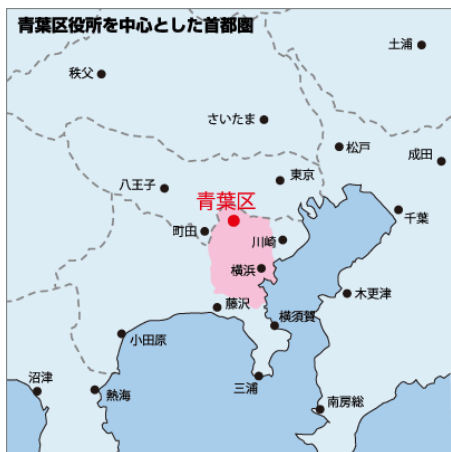 青葉区役所を中心とした首都圏
土浦
秩父
さいたま
松戸
成田
東京
八王子
青葉区
千葉
町田
川崎
横浜
木更津
藤沢
横須賀
小田原
沼津
熱海
三浦
南房総